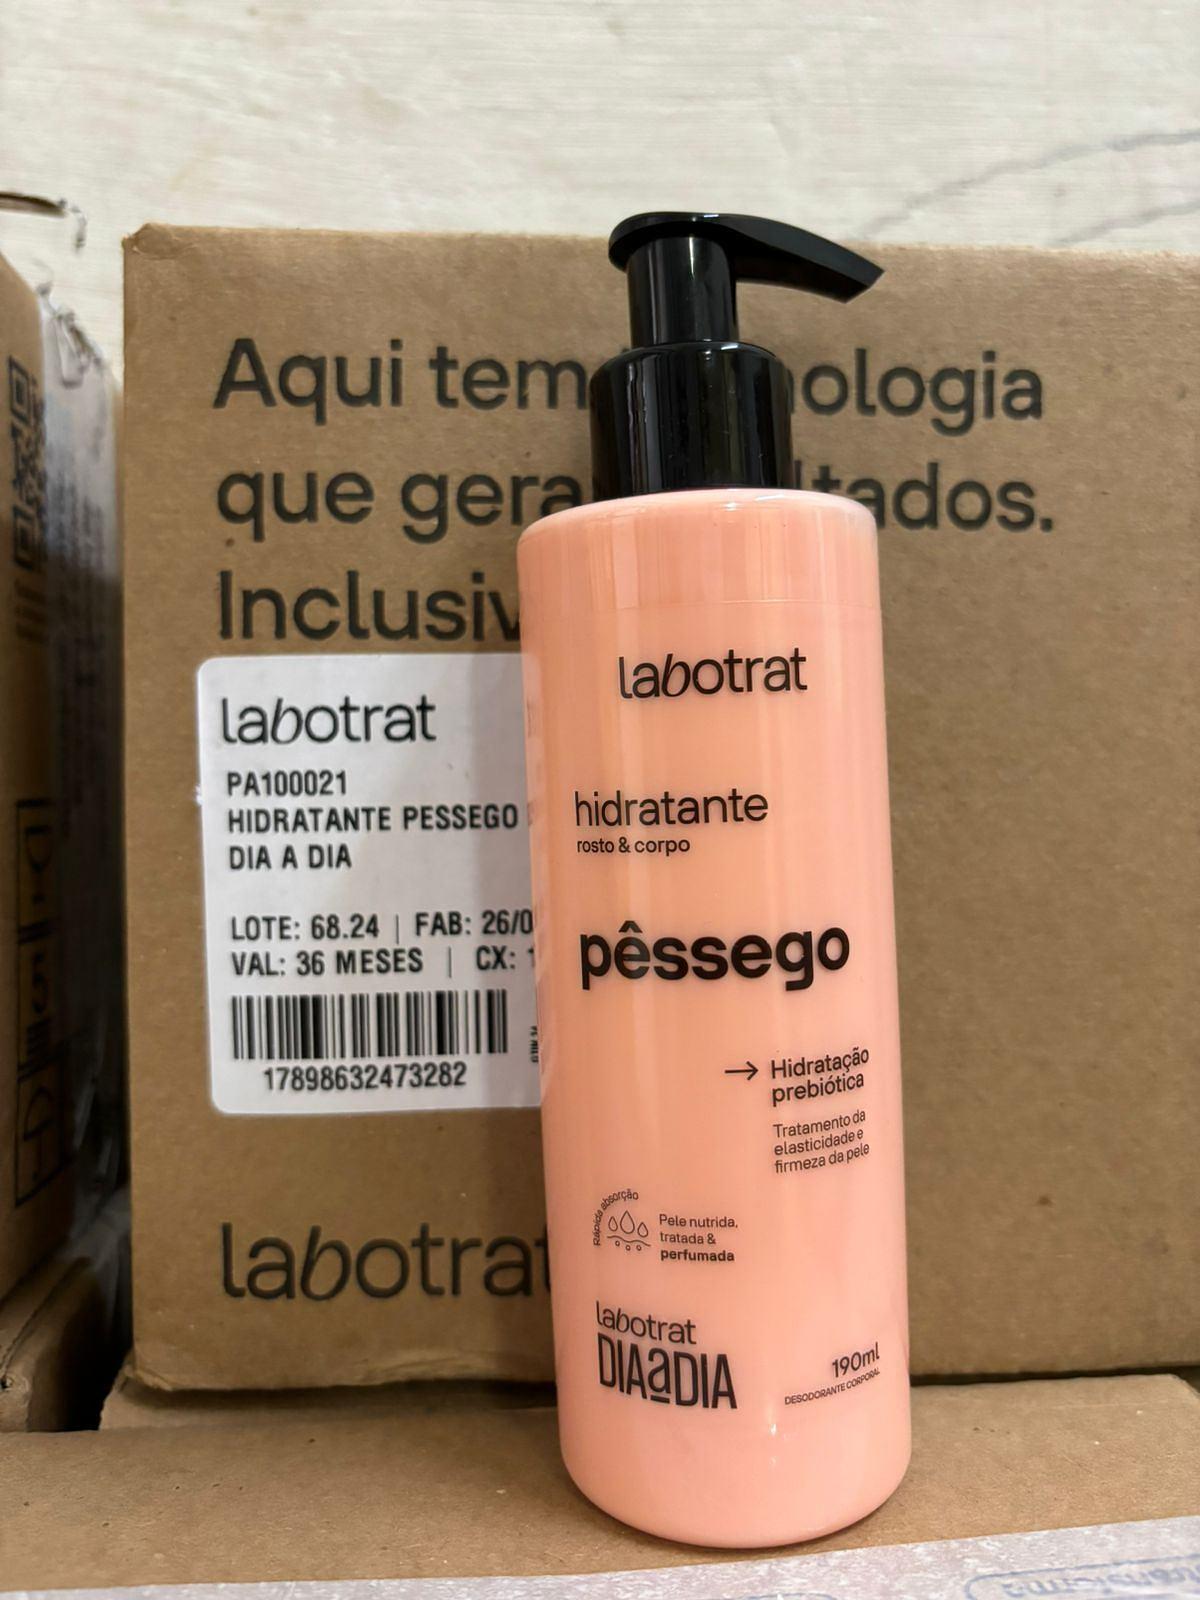 Aqui tem
ologia
que gera
ltados.
Inclusiv
labotrat
PA100021
HIDRATANTE PESSEGO
DIA A DIA
LOTE: 68.24 | FAB: 26/0
VAL: 36 MESES | CX: 1
17898632473282
labotrat
labotrat
hidratante
rosto & corpo
pêssego
→ Hidratação
prebiótica
Tratamento da
elasticidade e
firmeza da pele
Rápida absorção
Pele nutrida,
tratada &
perfumada
labotrat
DIAaDIA
190ml
DESODORANTE CORPORAL